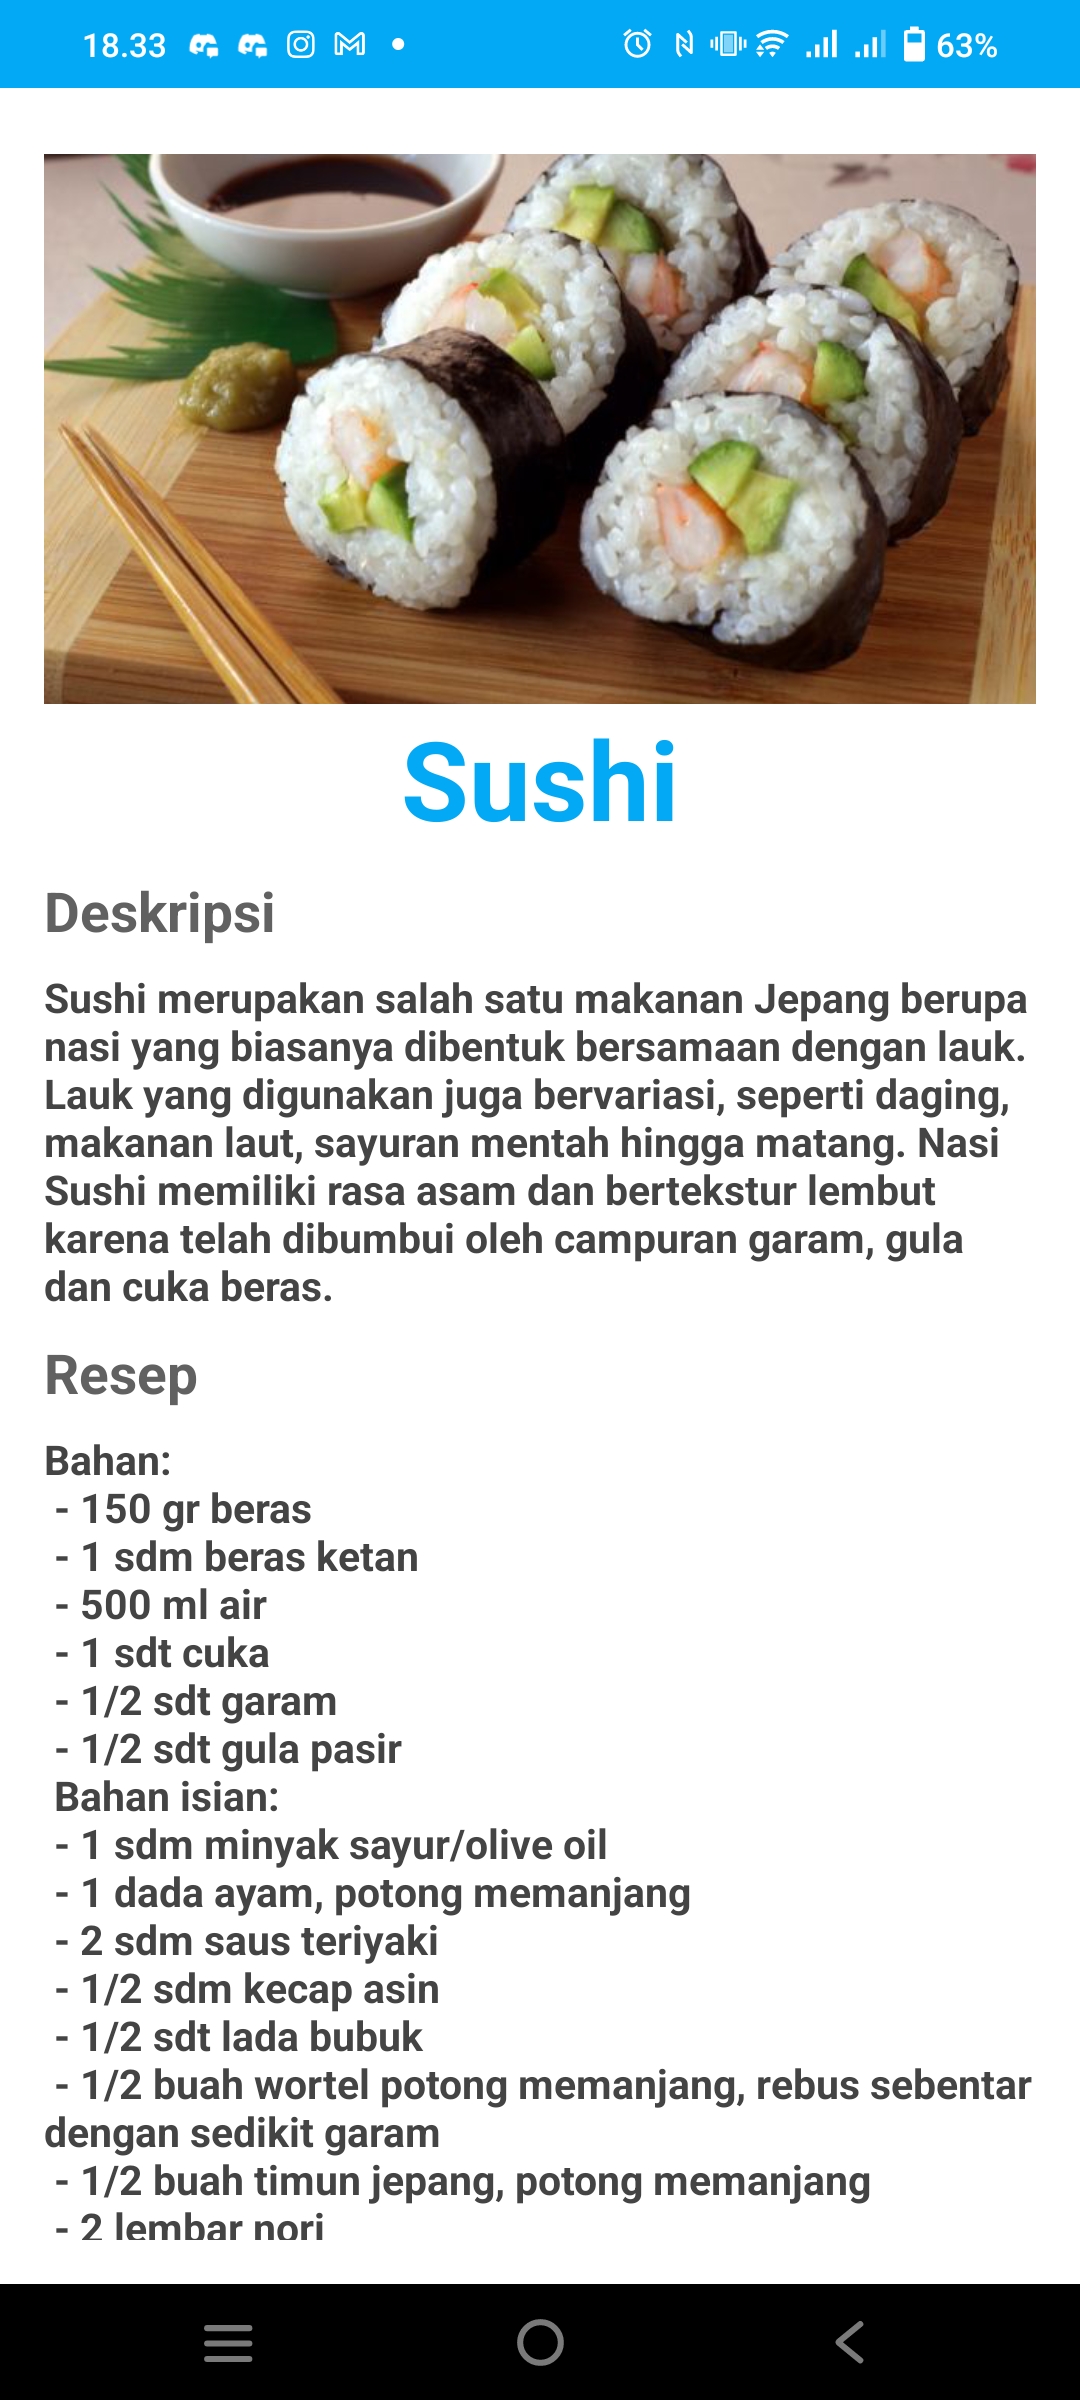 18.33
63%
Sushi
Deskripsi
Sushi merupakan salah satu makanan Jepang berupa
nasi yang biasanya dibentuk bersamaan dengan lauk.
Lauk yang digunakan juga bervariasi, seperti daging,
makanan laut, sayuran mentah hingga matang. Nasi
Sushi memiliki rasa asam dan bertekstur lembut
karena telah dibumbui oleh campuran garam, gula
dan cuka beras.
Resep
Bahan:
- 150 gr beras
- 1 sdm beras ketan
- 500 ml air
- 1 sdt cuka
- 1/2 sdt garam
- 1/2 sdt gula pasir
Bahan isian:
- 1 sdm minyak sayur/olive oil
- 1 dada ayam, potong memanjang
- 2 sdm saus teriyaki
- 1/2 sdm kecap asin
- 1/2 sdt lada bubuk
- 1/2 buah wortel potong memanjang, rebus sebentar
dengan sedikit garam
- 1/2 buah timun jepang, potong memanjang
- 2 lembar nori